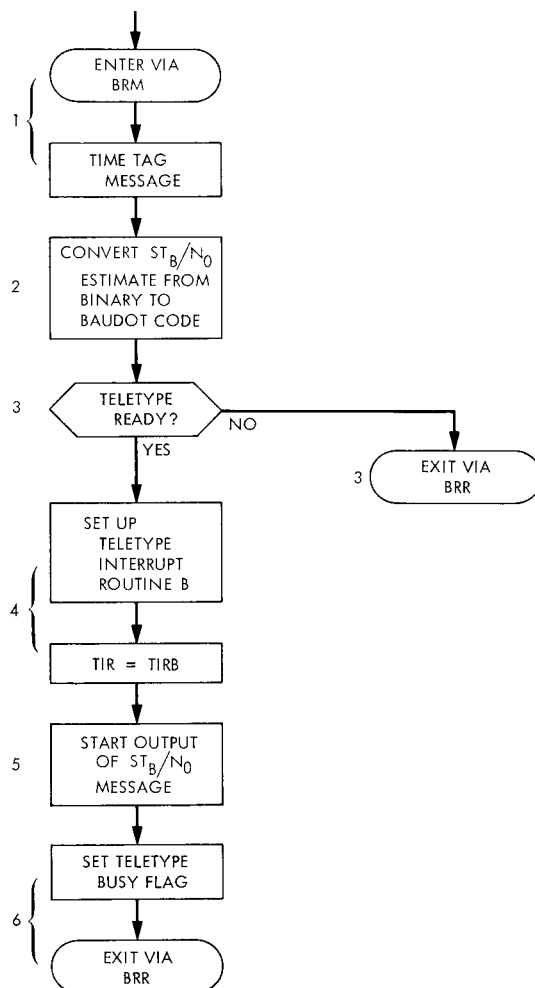 ENTER VIA
BRM
1
TIME TAG
MESSAGE
CONVERT ST_B/N_0
ESTIMATE FROM
BINARY TO
BAUDOT CODE
2
3
TELETYPE
READY?
NO
YES
3
EXIT VIA
BRR
SET UP
TELETYPE
INTERRUPT
ROUTINE B
4
TIR = TIRB
5
START OUTPUT
OF ST_B/N_0
MESSAGE
SET TELETYPE
BUSY FLAG
6
EXIT VIA
BRR